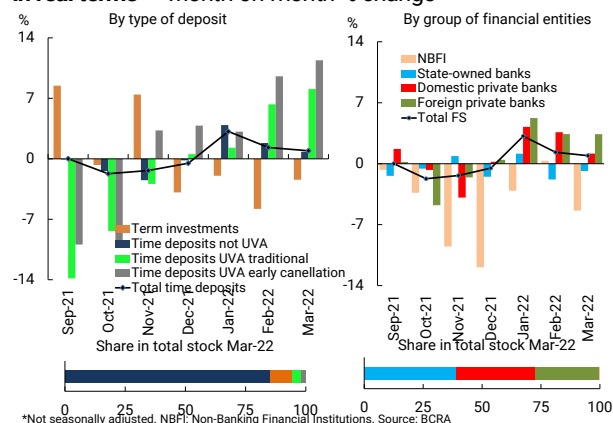 In real terms – month on month % change
By type of deposit
%
14
7
0
-7
-14
Term investments
Time deposits not UVA
Time deposits UVA traditional
Time deposits UVA early canellation
Total time deposits
Sep-21
Oct-21
Nov-21
Dec-21
Jan-22
Feb-22
Mar-22
Share in total stock Mar-22
0 25 50 75 100
By group of financial entities
%
14
7
0
-7
-14
NBFI
State-owned banks
Domestic private banks
Foreign private banks
Total FS
Sep-21
Oct-21
Nov-21
Dec-21
Jan-22
Feb-22
Mar-22
Share in total stock Mar-22
0 25 50 75 100
*Not seasonally adjusted. NBFI: Non-Banking Financial Institutions. Source: BCRA